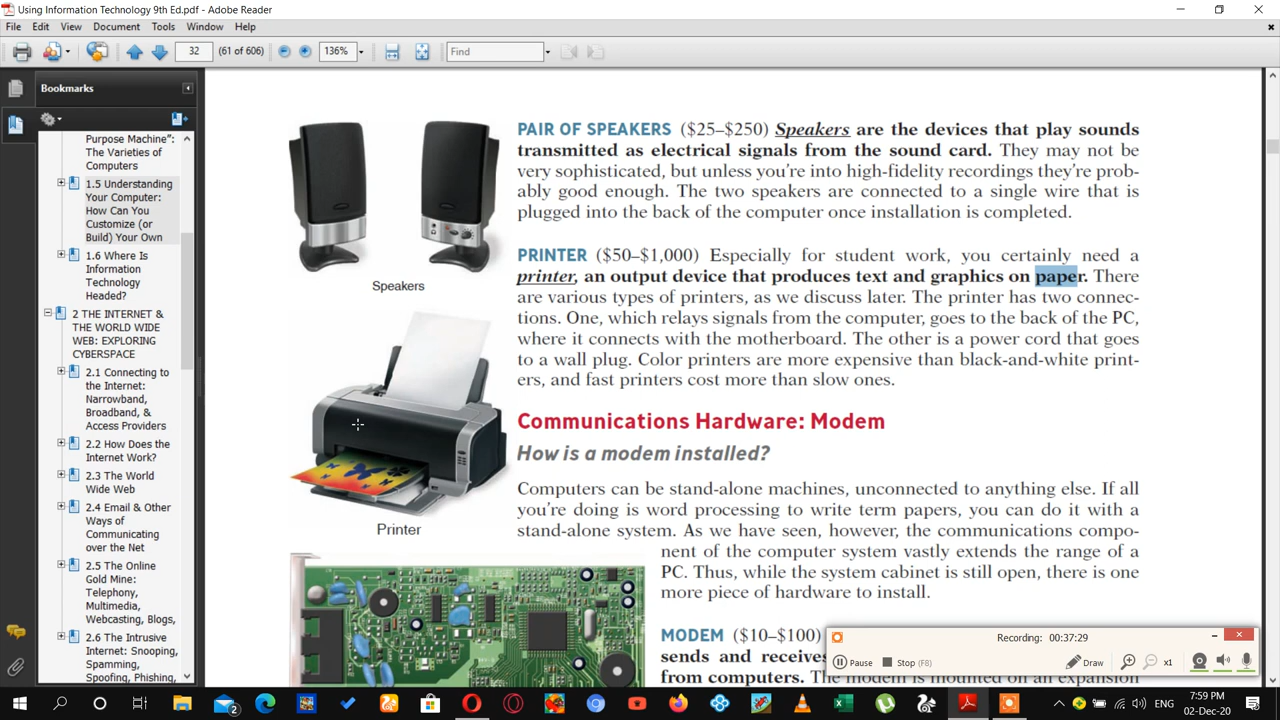 Using Information Technology 9th Ed.pdf - Adobe Reader
File Edit View Document Tools Window Help
32 (61 of 606) 136% Find
Bookmarks
Purpose Machine":
The Varieties of
Computers
1.5 Understanding
Your Computer:
How Can You
Customize (or
Build) Your Own
1.6 Where Is
Information
Technology
Headed?
2 THE INTERNET &
THE WORLD WIDE
WEB: EXPLORING
CYBERSPACE
2.1 Connecting to
the Internet:
Narrowband,
Broadband, &
Access Providers
2.2 How Does the
Internet Work?
2.3 The World
Wide Web
2.4 Email & Other
Ways of
Communicating
over the Net
2.5 The Online
Gold Mine:
Telephony,
Multimedia,
Webcasting, Blogs,
2.6 The Intrusive
Internet: Snooping,
Spamming,
Spoofing, Phishing,
Speakers
Printer
PAIR OF SPEAKERS ($25–$250) Speakers are the devices that play sounds
transmitted as electrical signals from the sound card. They may not be
very sophisticated, but unless you're into high-fidelity recordings they're prob-
ably good enough. The two speakers are connected to a single wire that is
plugged into the back of the computer once installation is completed.
PRINTER ($50–$1,000) Especially for student work, you certainly need a
printer, an output device that produces text and graphics on paper. There
are various types of printers, as we discuss later. The printer has two connec-
tions. One, which relays signals from the computer, goes to the back of the PC,
where it connects with the motherboard. The other is a power cord that goes
to a wall plug. Color printers are more expensive than black-and-white print-
ers, and fast printers cost more than slow ones.
Communications Hardware: Modem
How is a modem installed?
Computers can be stand-alone machines, unconnected to anything else. If all
you're doing is word processing to write term papers, you can do it with a
stand-alone system. As we have seen, however, the communications compo-
nent of the computer system vastly extends the range of a
PC. Thus, while the system cabinet is still open, there is one
more piece of hardware to install.
MODEM ($10–$100)
sends and receives
from computers. The modem is mounted on an expansion
Recording: 00:37:29
Pause Stop (F8) Draw x1
2
ENG
7:59 PM
02-Dec-20